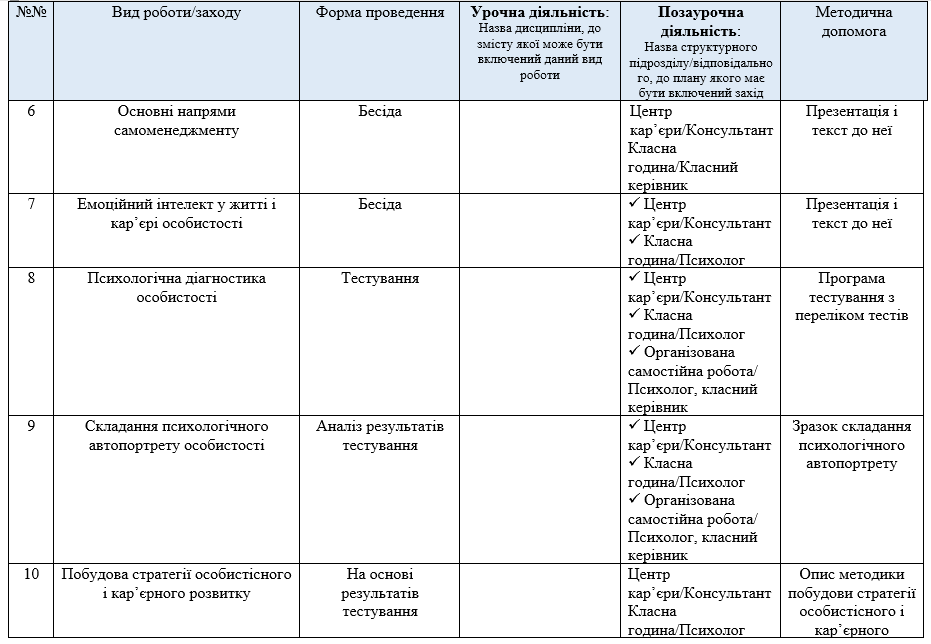 №№
Вид роботи/заходу
Форма проведення
Урочна діяльність:
Назва дисципліни, до
змісту якої може бути
включений даний вид
роботи
Позаурочна
діяльність:
Назва структурного
підрозділу/відповідально
го, до плану якого має
бути включений захід
Методична
допомога
6
Основні напрями
самоменеджменту
Бесіда
Центр
кар’єри/Консультант
Класна
година/Класний
керівник
Презентація і
текст до неї
7
Емоційний інтелект у житті і
кар’єрі особистості
Бесіда
✓ Центр
кар’єри/Консультант
✓ Класна
година/Психолог
Презентація і
текст до неї
8
Психологічна діагностика
особистості
Тестування
✓ Центр
кар’єри/Консультант
✓ Класна
година/Психолог
✓ Організована
самостійна робота/
Психолог, класний
керівник
Програма
тестування з
переліком тестів
9
Складання психологічного
автопортрету особистості
Аналіз результатів
тестування
✓ Центр
кар’єри/Консультант
✓ Класна
година/Психолог
✓ Організована
самостійна робота/
Психолог, класний
керівник
Зразок складання
психологічного
автопортрету
10
Побудова стратегії особистісного
і кар’єрного розвитку
На основі
результатів
тестування
Центр
кар’єри/Консультант
Класна
година/Психолог
Опис методики
побудови стратегії
особистісного і
кар’єрного